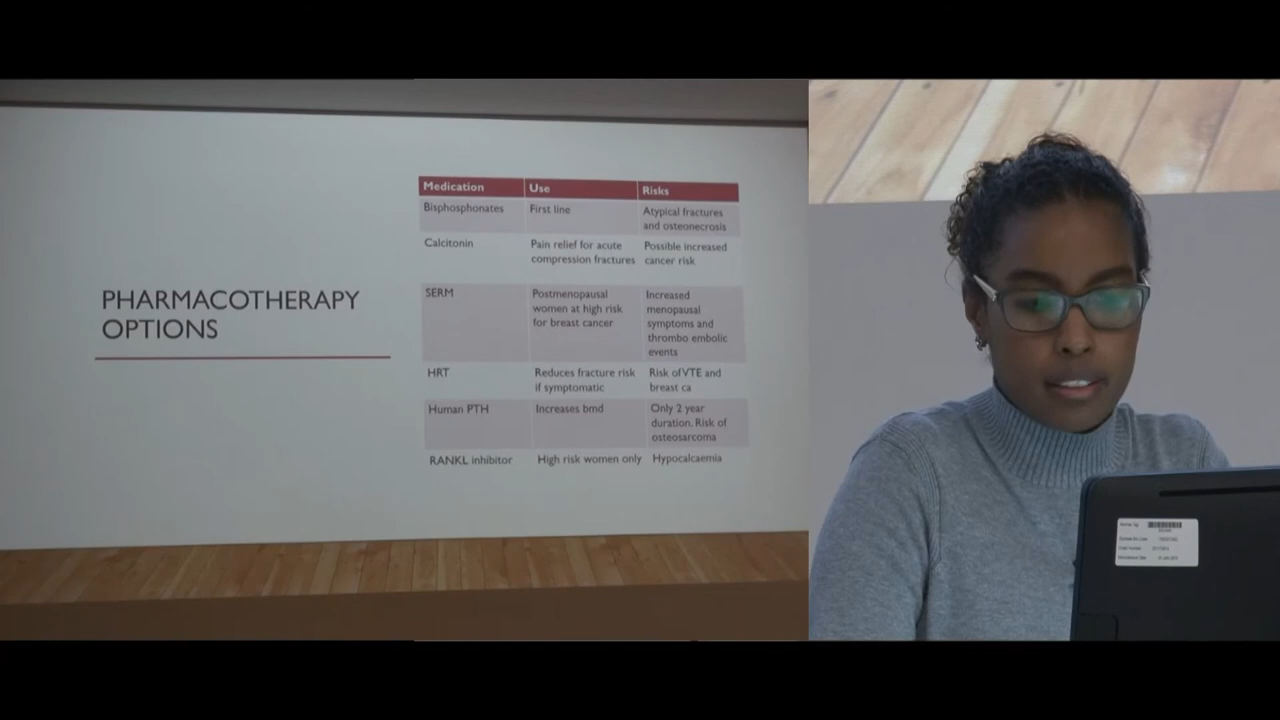 PHARMACOTHERAPY
OPTIONS
Medication Use Risks
Bisphosphonates First line Atypical fractures
and osteonecrosis
Calcitonin Pain relief for acute Possible increased
compression fractures cancer risk
SERM Postmenopausal Increased
women at high risk menopausal
for breast cancer symptoms and
thrombo embolic
events
HRT Reduces fracture risk Risk of VTE and
if symptomatic breast ca
Human PTH Increases bmd Only 2 year
duration. Risk of
osteosarcoma
RANKL inhibitor High risk women only Hypocalcaemia